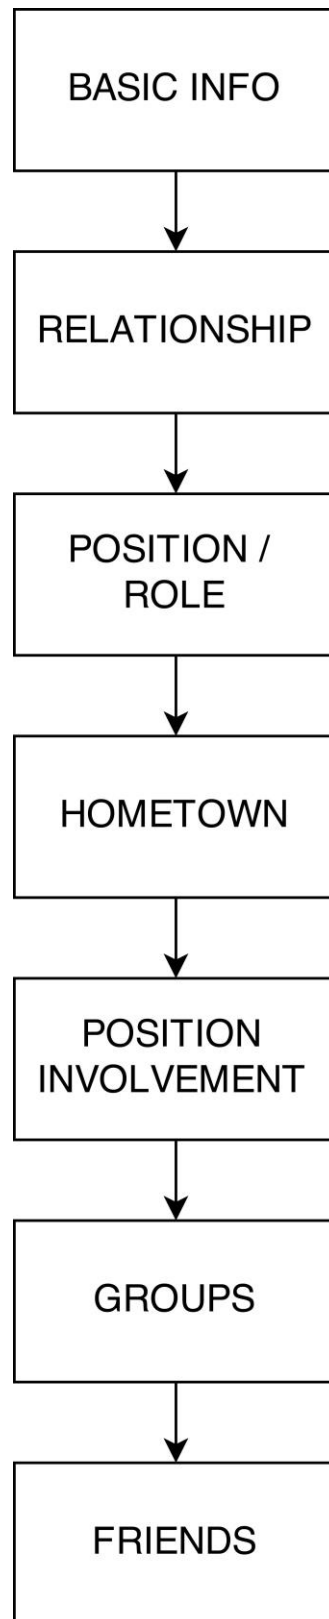 BASIC INFO
RELATIONSHIP
POSITION /
ROLE
HOMETOWN
POSITION
INVOLVEMENT
GROUPS
FRIENDS